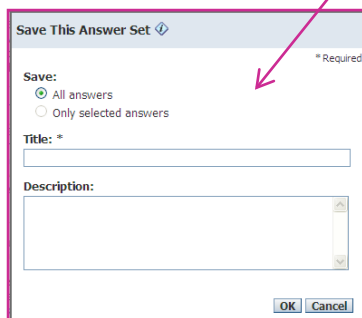 Save This Answer Set
* Required
Save:
All answers
Only selected answers
Title: *
Description:
OK Cancel